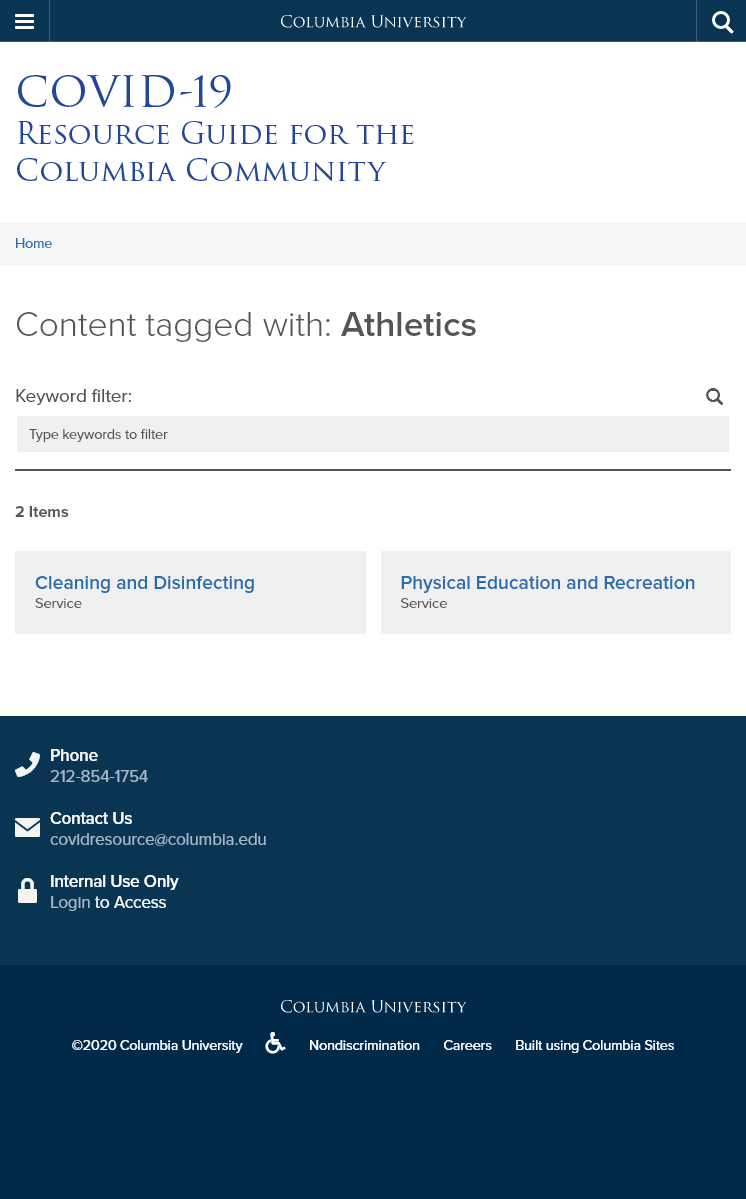 Columbia University
COVID-19
Resource Guide for the
Columbia Community
Home
Content tagged with: Athletics
Keyword filter:
Type keywords to filter
2 Items
Cleaning and Disinfecting
Service
Physical Education and Recreation
Service
Phone
212-854-1754
Contact Us
covidresource@columbia.edu
Internal Use Only
Login to Access
Columbia University
©2020 Columbia University Nondiscrimination Careers Built using Columbia Sites